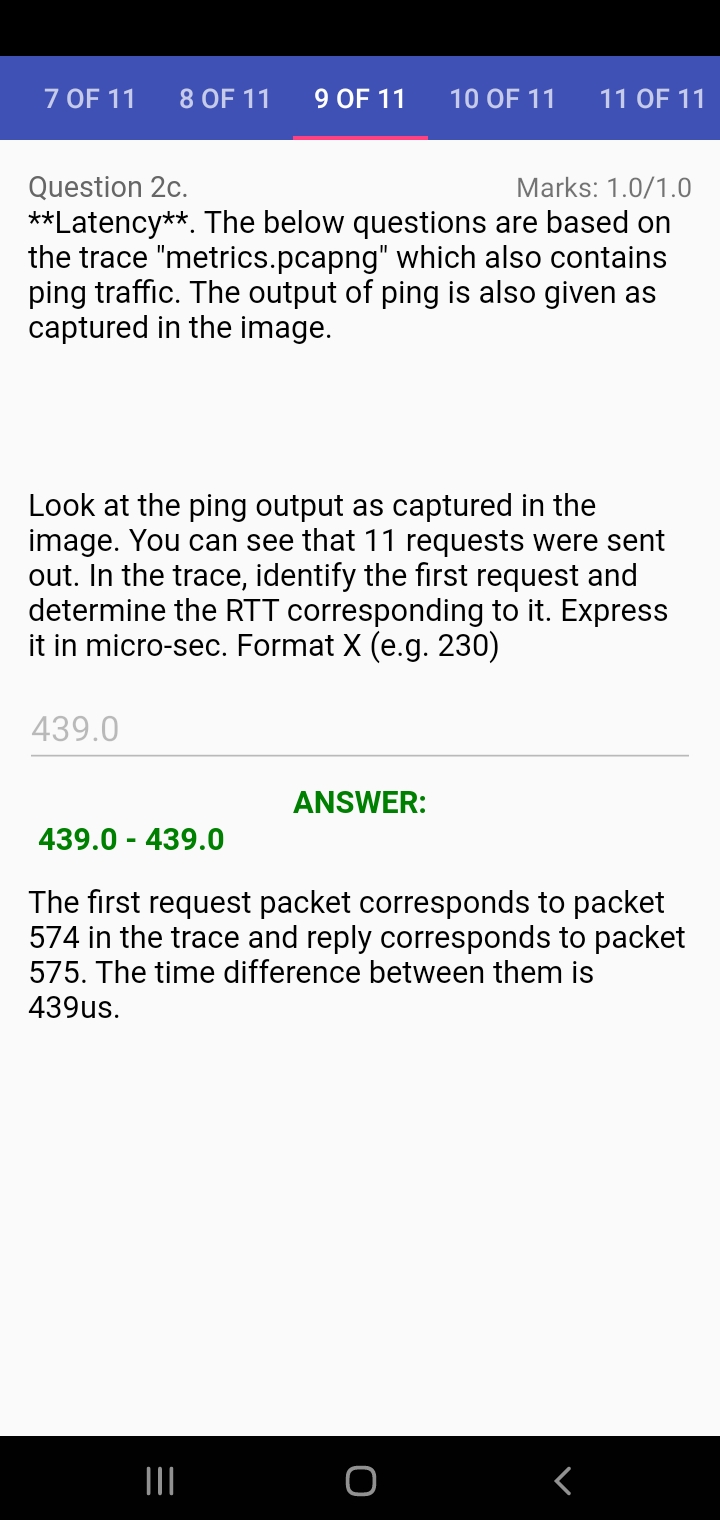 7 OF 11 8 OF 11 9 OF 11 10 OF 11 11 OF 11
Question 2c. Marks: 1.0/1.0
**Latency**. The below questions are based on
the trace "metrics.pcapng" which also contains
ping traffic. The output of ping is also given as
captured in the image.
Look at the ping output as captured in the
image. You can see that 11 requests were sent
out. In the trace, identify the first request and
determine the RTT corresponding to it. Express
it in micro-sec. Format X (e.g. 230)
439.0
ANSWER:
439.0 - 439.0
The first request packet corresponds to packet
574 in the trace and reply corresponds to packet
575. The time difference between them is
439us.